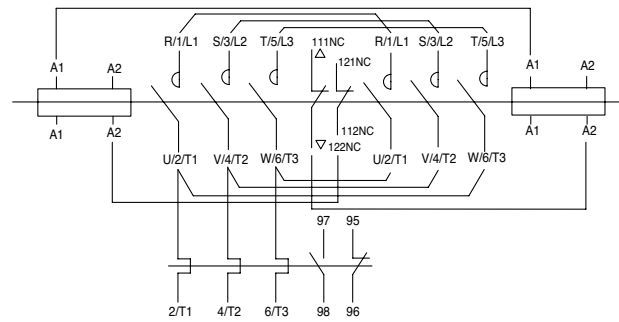 R/1/L1 S/3/L2 T/5/L3 111NC R/1/L1 S/3/L2 T/5/L3
A1 A2 121NC A1 A2
A1 A2 A1 A2
112NC
122NC
U/2/T1 V/4/T2 W/6/T3 U/2/T1 V/4/T2 W/6/T3
97 95
2/T1 4/T2 6/T3 98 96